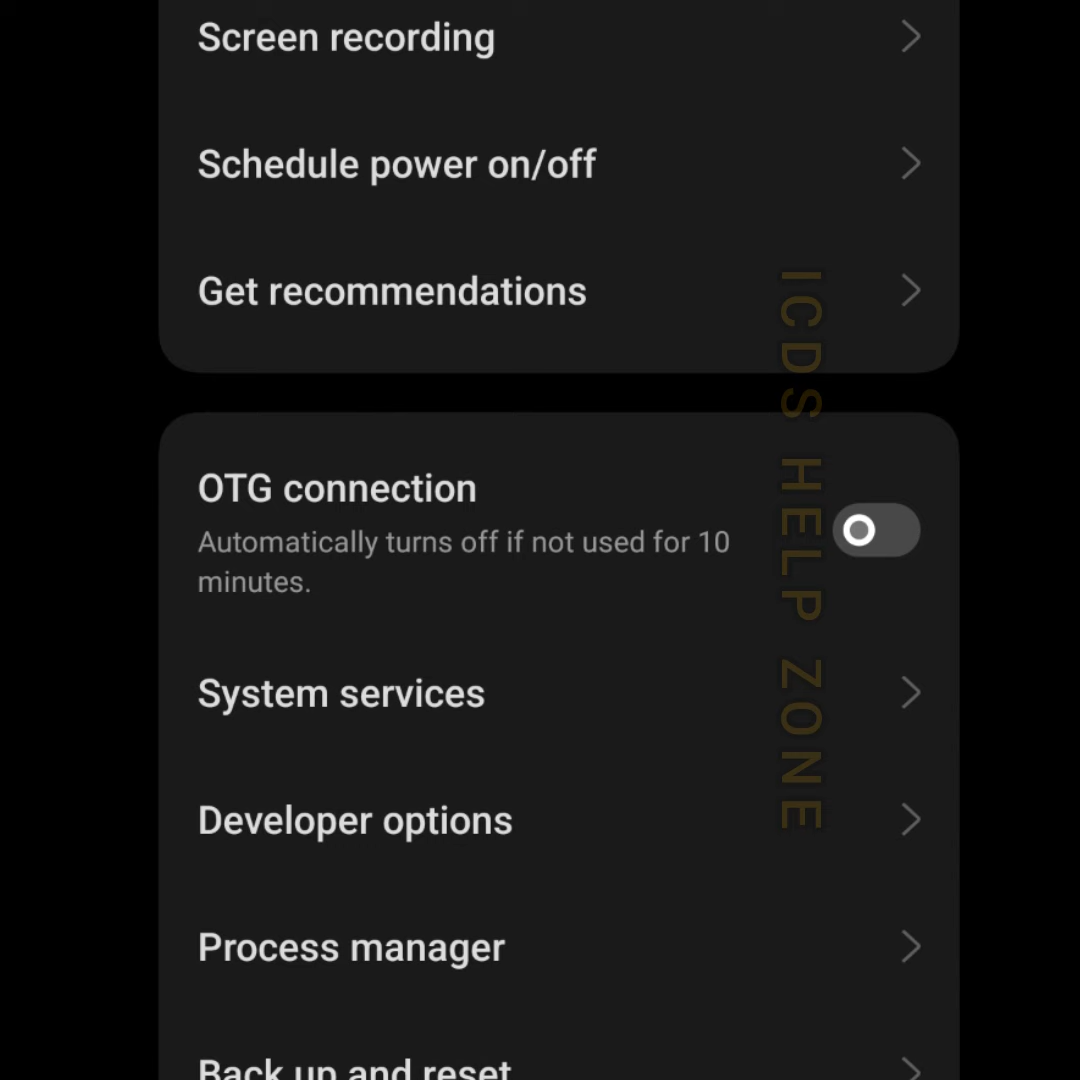 Screen recording
Schedule power on/off
Get recommendations
OTG connection
Automatically turns off if not used for 10
minutes.
System services
Developer options
Process manager
Back up and reset
ICDS HELP ZONE